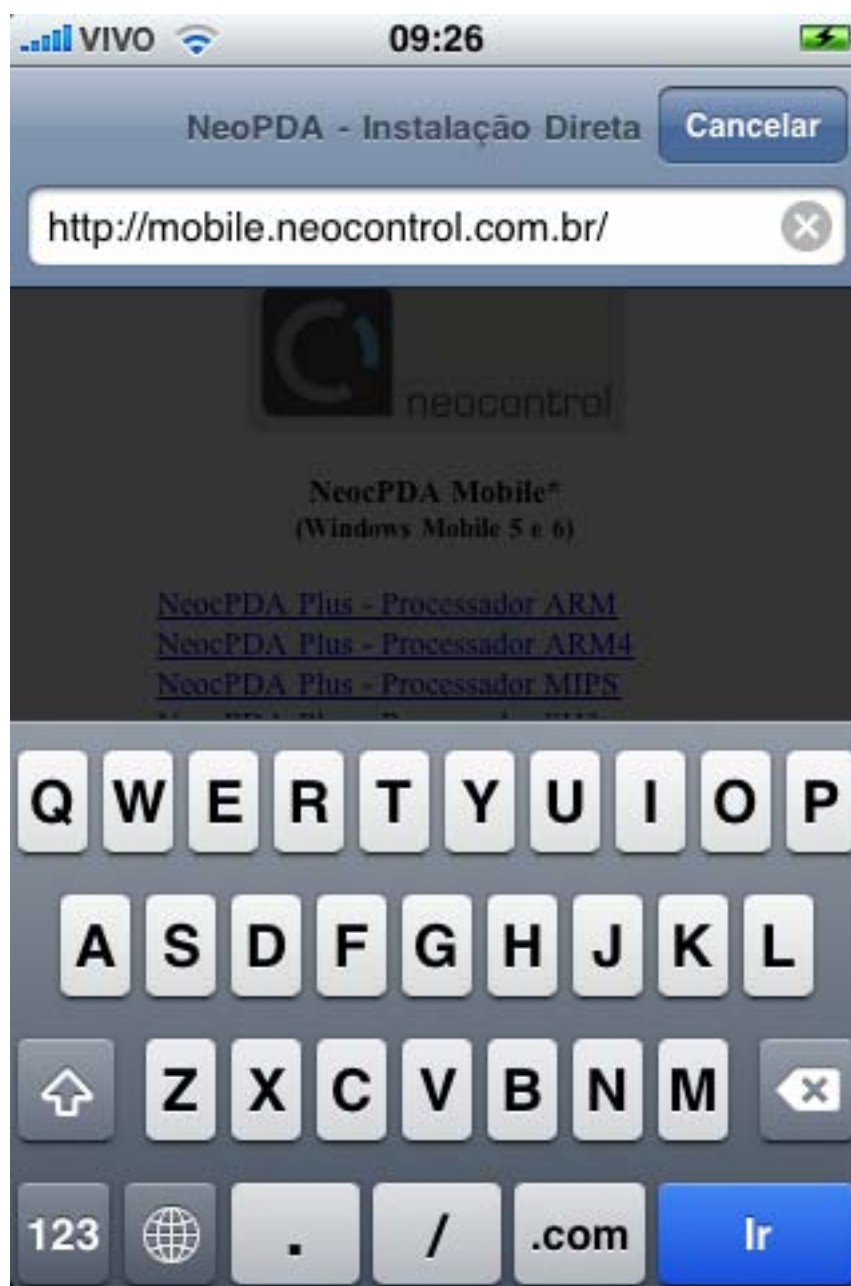 VIVO 09:26
NeoPDA - Instalação Direta Cancelar
http://mobile.neocontrol.com.br/
neocontrol
NeocPDA Mobile*
(Windows Mobile 5 e 6)
NeocPDA Plus - Processador ARM
NeocPDA Plus - Processador ARM4
NeocPDA Plus - Processador MIPS
Q W E R T Y U I O P
A S D F G H J K L
Z X C V B N M
123 . / .com Ir